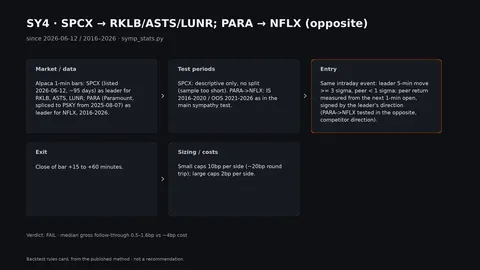 SY4 · SPCX → RKLB/ASTS/LUNR; PARA → NFLX (opposite)
since 2026-06-12 / 2016–2026 · symp_stats.py
Market / data
Alpaca 1-min bars: SPCX (listed
2026-06-12, ~95 days) as leader for
RKLB, ASTS, LUNR; PARA (Paramount,
spliced to PSKY from 2025-08-07) as
leader for NFLX, 2016-2026.
›
Test periods
SPCX: descriptive only, no split
(sample too short). PARA->NFLX: IS
2016-2020 / OOS 2021-2026 as in the
main sympathy test.
›
Entry
Same intraday event: leader 5-min move
>= 3 sigma, peer < 1 sigma; peer return
measured from the next 1-min open,
signed by the leader's direction
(PARA->NFLX tested in the opposite,
competitor direction).
Exit
Close of bar +15 to +60 minutes.
›
Sizing / costs
Small caps 10bp per side (~20bp round
trip); large caps 2bp per side.
Verdict: FAIL · median gross follow-through 0.5–1.6bp vs ~4bp cost
Backtest rules card, from the published method · not a recommendation.